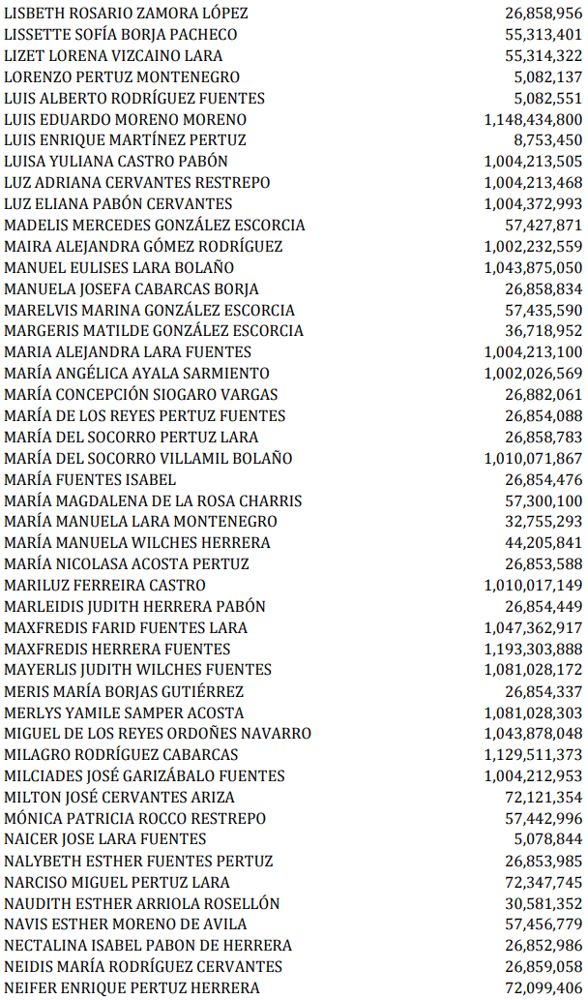 LISBETH ROSARIO ZAMORA LÓPEZ 26,858,956
LISSETTE SOFÍA BORJA PACHECO 55,313,401
LIZET LORENA VIZCAINO LARA 55,314,322
LORENZO PERTUZ MONTENEGRO 5,082,137
LUIS ALBERTO RODRÍGUEZ FUENTES 5,082,551
LUIS EDUARDO MORENO MORENO 1,148,434,800
LUIS ENRIQUE MARTÍNEZ PERTUZ 8,753,450
LUISA YULIANA CASTRO PABÓN 1,004,213,505
LUZ ADRIANA CERVANTES RESTREPO 1,004,213,468
LUZ ELIANA PABÓN CERVANTES 1,004,372,993
MADELIS MERCEDES GONZÁLEZ ESCORCIA 57,427,871
MAIRA ALEJANDRA GÓMEZ RODRÍGUEZ 1,002,232,559
MANUEL EULISES LARA BOLAÑO 1,043,875,050
MANUELA JOSEFA CABARCAS BORJA 26,858,834
MARELVIS MARINA GONZÁLEZ ESCORCIA 57,435,590
MARGERIS MATILDE GONZÁLEZ ESCORCIA 36,718,952
MARIA ALEJANDRA LARA FUENTES 1,004,213,100
MARÍA ANGÉLICA AYALA SARMIENTO 1,002,026,569
MARÍA CONCEPCIÓN SIOGARO VARGAS 26,882,061
MARÍA DE LOS REYES PERTUZ FUENTES 26,854,088
MARÍA DEL SOCORRO PERTUZ LARA 26,858,783
MARÍA DEL SOCORRO VILLAMIL BOLAÑO 1,010,071,867
MARÍA FUENTES ISABEL 26,854,476
MARÍA MAGDALENA DE LA ROSA CHARRIS 57,300,100
MARÍA MANUELA LARA MONTENEGRO 32,755,293
MARÍA MANUELA WILCHES HERRERA 44,205,841
MARÍA NICOLASA ACOSTA PERTUZ 26,853,588
MARILUZ FERREIRA CASTRO 1,010,017,149
MARLEIDIS JUDITH HERRERA PABÓN 26,854,449
MAXFREDIS FARID FUENTES LARA 1,047,362,917
MAXFREDIS HERRERA FUENTES 1,193,303,888
MAYERLIS JUDITH WILCHES FUENTES 1,081,028,172
MERIS MARÍA BORJAS GUTIÉRREZ 26,854,337
MERLYS YAMILE SAMPER ACOSTA 1,081,028,303
MIGUEL DE LOS REYES ORDOÑES NAVARRO 1,043,878,048
MILAGRO RODRÍGUEZ CABARCAS 1,129,511,373
MILCIADES JOSÉ GARIZÁBALO FUENTES 1,004,212,953
MILTON JOSÉ CERVANTES ARIZA 72,121,354
MÓNICA PATRICIA ROCCO RESTREPO 57,442,996
NAICER JOSE LARA FUENTES 5,078,844
NALYBETH ESTHER FUENTES PERTUZ 26,853,985
NARCISO MIGUEL PERTUZ LARA 72,347,745
NAUDITH ESTHER ARRIOLA ROSELLÓN 30,581,352
NAVIS ESTHER MORENO DE AVILA 57,456,779
NECTALINA ISABEL PABON DE HERRERA 26,852,986
NEIDIS MARÍA RODRÍGUEZ CERVANTES 26,859,058
NEIFER ENRIQUE PERTUZ HERRERA 72,099,406